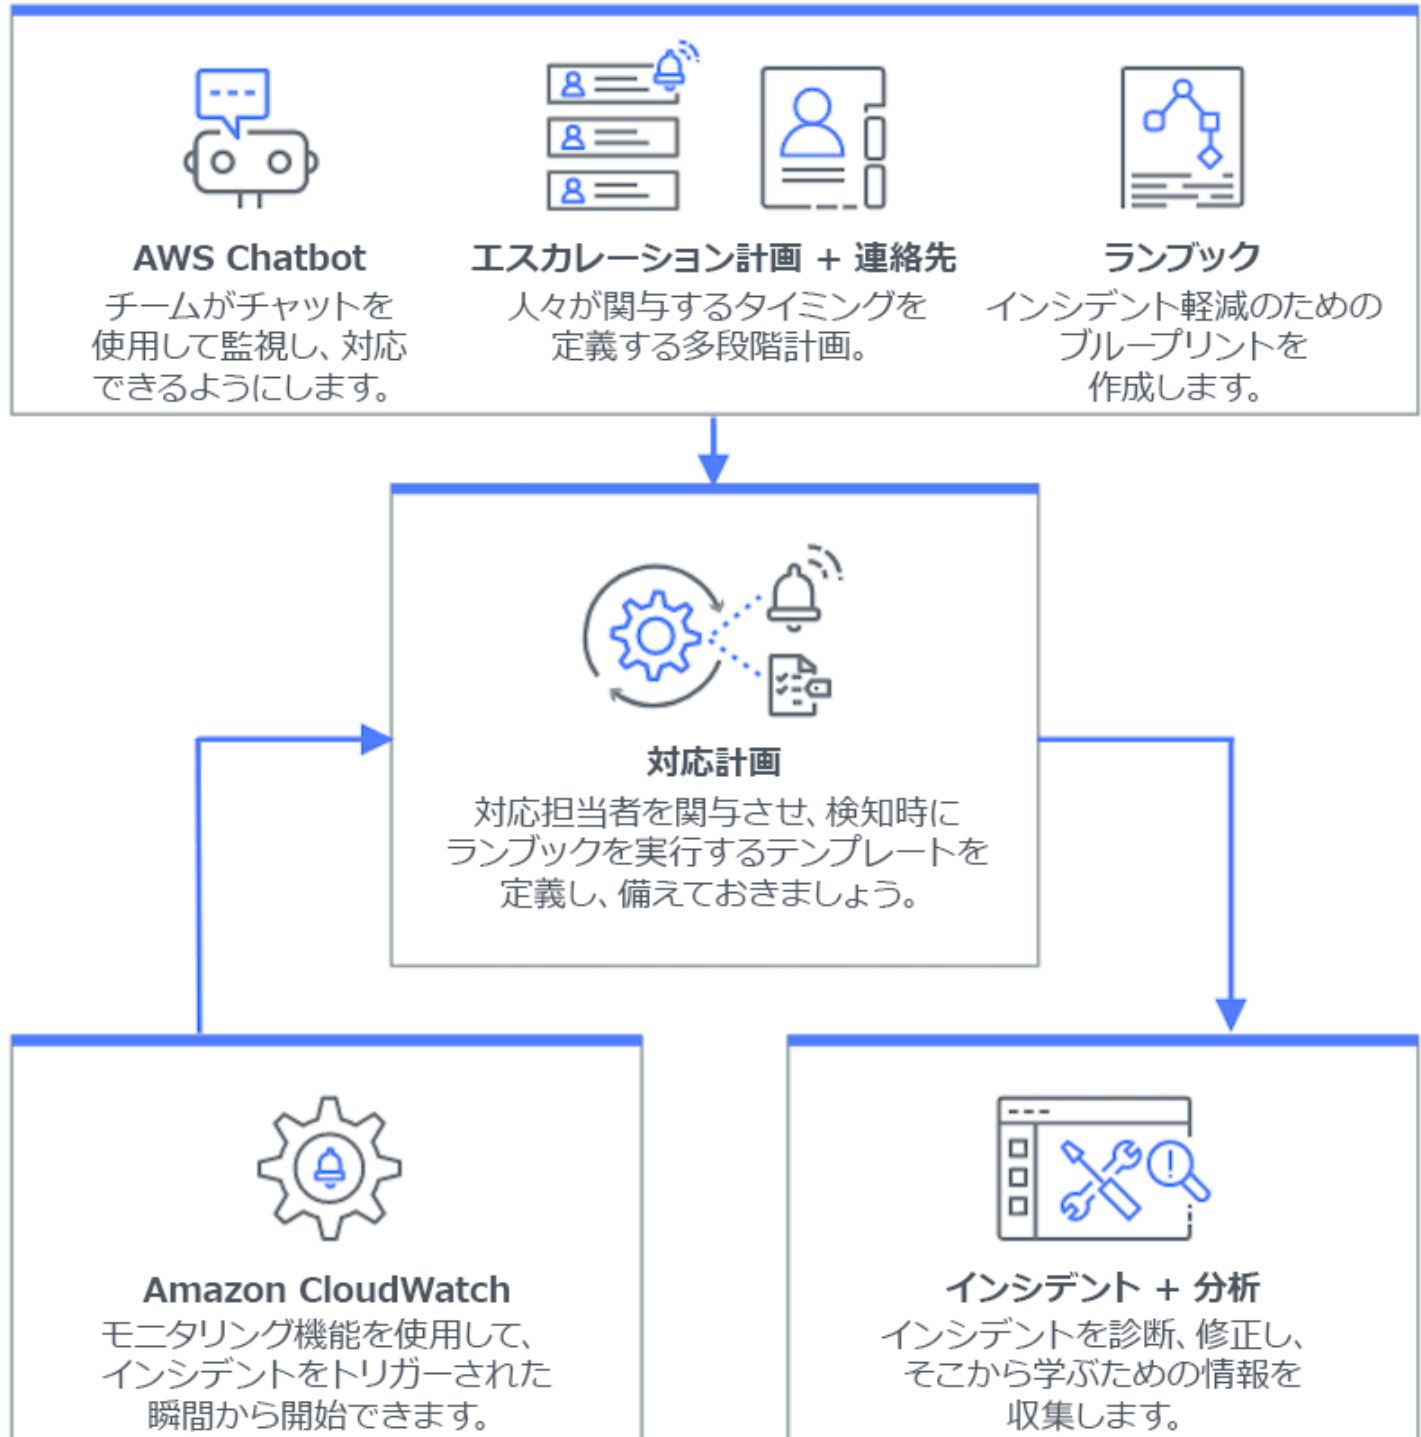 AWS Chatbot
チームがチャットを
使用して監視し、対応
できるようにします。
エスカレーション計画 + 連絡先
人々が関与するタイミングを
定義する多段階計画。
ランブック
インシデント軽減のための
ブループリントを
作成します。
対応計画
対応担当者を関与させ、検知時に
ランブックを実行するテンプレートを
定義し、備えておきましょう。
Amazon CloudWatch
モニタリング機能を使用して、
インシデントをトリガーされた
瞬間から開始できます。
インシデント + 分析
インシデントを診断、修正し、
そこから学ぶための情報を
収集します。